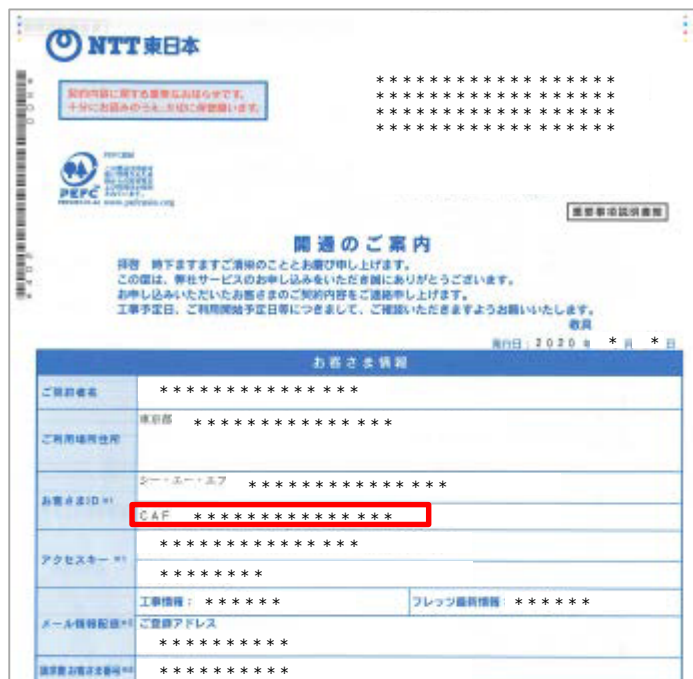 NTT東日本
契約内容に関する重要なお知らせです。
十分にお読みのうえ、大切に保管願います。
* * * * * * * * * * * * * * * * * *
* * * * * * * * * * * * * * * * * *
* * * * * * * * * * * * * * * * * *
* * * * * * * * * * * * * * * * * *
PEFC
重要事項説明書類
開通のご案内
拝啓 時下ますますご清栄のこととお慶び申し上げます。
この度は、弊社サービスのお申し込みをいただき誠にありがとうございます。
お申し込みいただいたお客さまのご契約内容をご連絡申し上げます。
工事予定日、ご利用開始予定日等につきまして、ご確認いただきますようお願いいたします。
敬具
発行日:2020年 *月 *日
お客さま情報
ご契約者名 * * * * * * * * * * * * * * *
ご利用場所住所 東京都 * * * * * * * * * * * * * * *
シー・エー・エフ * * * * * * * * * * * * * * *
お客さまID
CAF * * * * * * * * * * * * * * *
アクセスキー * * * * * * * * * * * * * * *
* * * * * * * *
工事情報: * * * * * * フレッツ最新情報: * * * * * *
メール情報配信 ご登録アドレス
* * * * * * * * * *
請求書お客さま番号 * * * * * * * * * *